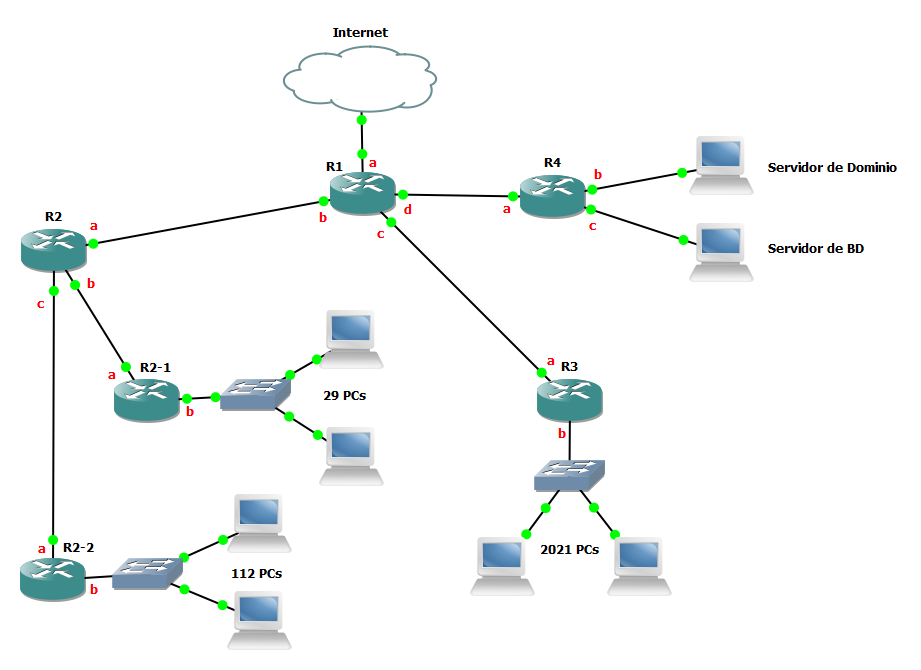 Internet
R1
a
b
d
c
R4
a
b
c
Servidor de Dominio
Servidor de BD
R2
a
b
c
R2-1
a
b
29 PCs
R3
a
b
2021 PCs
R2-2
a
b
112 PCs